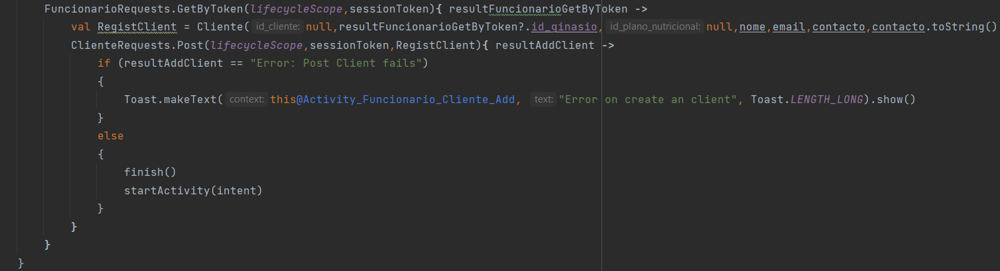 FuncionarioRequests.GetByToken(lifecycleScope,sessionToken){ resultFuncionarioGetByToken ->
val RegistClient = Cliente( id_cliente: null,resultFuncionarioGetByToken?.id_ginasio, id_plano_nutricional: null,nome,email,contacto,contacto.toString()
ClienteRequests.Post(lifecycleScope,sessionToken,RegistClient){ resultAddClient ->
if (resultAddClient == "Error: Post Client fails")
{
Toast.makeText( context: this@Activity_Funcionario_Cliente_Add, text: "Error on create an client", Toast.LENGTH_LONG).show()
}
else
{
finish()
startActivity(intent)
}
}
}
}